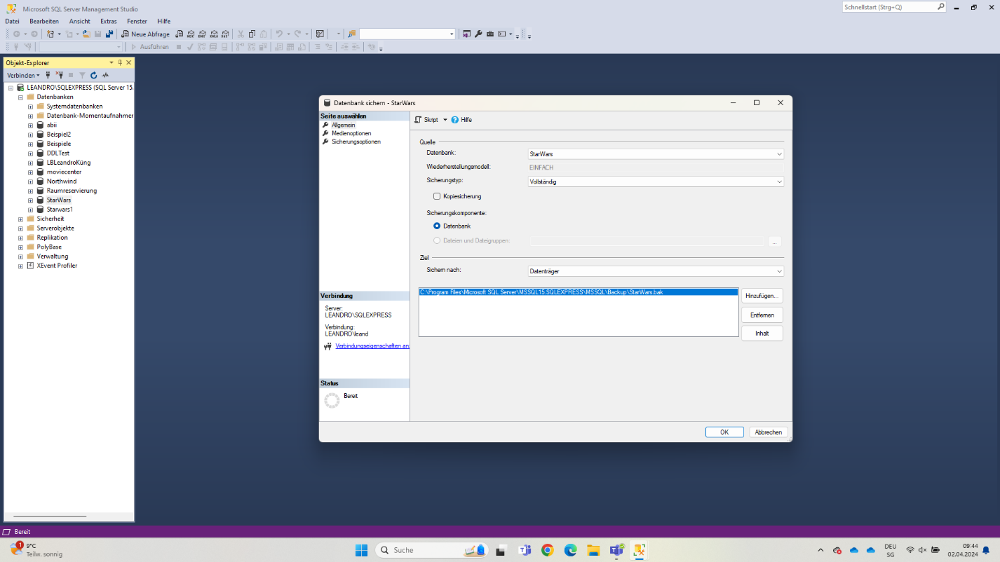 Microsoft SQL Server Management Studio
Schnellstart (Strg+Q)
Datei Bearbeiten Ansicht Extras Fenster Hilfe
Neue Abfrage
Ausführen
Objekt-Explorer
Verbinden
LEANDRO\SQLEXPRESS (SQL Server 15.
Datenbanken
Systemdatenbanken
Datenbank-Momentaufnahmen
abii
Beispiel2
Beispiele
DDLTest
LBLeandroKüng
moviecenter
Northwind
Raumreservierung
StarWars
Starwars1
Sicherheit
Serverobjekte
Replikation
PolyBase
Verwaltung
XEvent Profiler
Datenbank sichern - StarWars
Seite auswählen
Allgemein
Medienoptionen
Sicherungsoptionen
Verbindung
Server:
LEANDRO\SQLEXPRESS
Verbindung:
LEANDRO\leand
Verbindungseigenschaften an
Status
Bereit
Skript Hilfe
Quelle
Datenbank: StarWars
Wiederherstellungsmodell: EINFACH
Sicherungstyp: Vollständig
Kopiesicherung
Sicherungskomponente:
Datenbank
Dateien und Dateigruppen: ...
Ziel
Sichern nach: Datenträger
C:\Program Files\Microsoft SQL Server\MSSQL15.SQLEXPRESS\MSSQL\Backup\StarWars.bak
Hinzufügen...
Entfernen
Inhalt
OK Abbrechen
Bereit
1
9°C
Teilw. sonnig
Suche
DEU
SG
09:44
02.04.2024